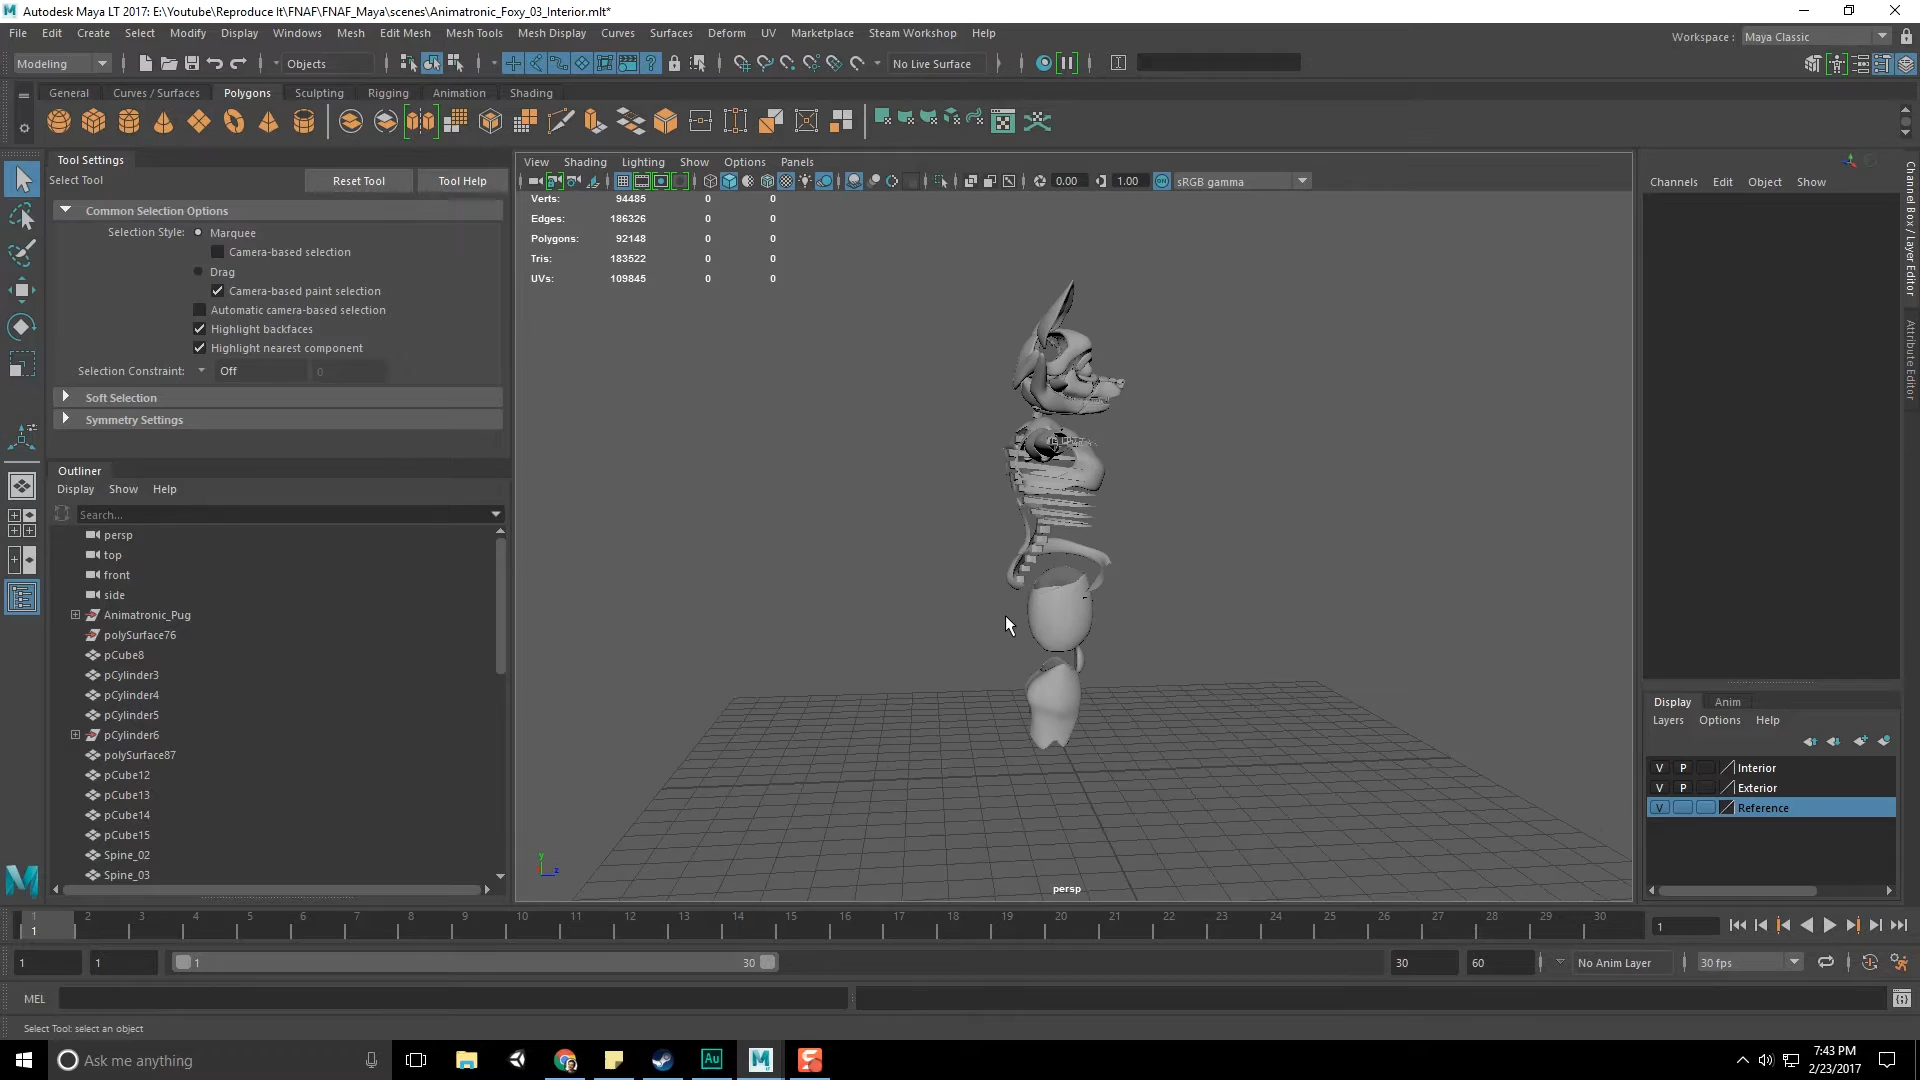 Autodesk Maya LT 2017: E:\Youtube\Reproduce It\FNAF\FNAF_Maya\scenes\Animatronic_Foxy_03_Interior.mlt*
File Edit Create Select Modify Display Windows Mesh Edit Mesh Mesh Tools Mesh Display Curves Surfaces Deform UV Marketplace Steam Workshop Help
Workspace : Maya Classic
Modeling Objects No Live Surface
General Curves / Surfaces Polygons Sculpting Rigging Animation Shading
Tool Settings
Select Tool Reset Tool Tool Help
Common Selection Options
Selection Style: Marquee
Camera-based selection
Drag
Camera-based paint selection
Automatic camera-based selection
Highlight backfaces
Highlight nearest component
Selection Constraint: Off 0
Soft Selection
Symmetry Settings
Outliner
Display Show Help
Search...
persp
top
front
side
Animatronic_Pug
polySurface76
pCube8
pCylinder3
pCylinder4
pCylinder5
pCylinder6
polySurface87
pCube12
pCube13
pCube14
pCube15
Spine_02
Spine_03
View Shading Lighting Show Options Panels
0.00 1.00 ON sRGB gamma
Verts: 94485 0 0
Edges: 186326 0 0
Polygons: 92148 0 0
Tris: 183522 0 0
UVs: 109845 0 0
y
z
persp
Channels Edit Object Show
Channel Box / Layer Editor
Attribute Editor
Display Anim
Layers Options Help
V P Interior
V P Exterior
V Reference
1 2 3 4 5 6 7 8 9 10 11 12 13 14 15 16 17 18 19 20 21 22 23 24 25 26 27 28 29 30
1 1
1 1 1 30 30 60 No Anim Layer 30 fps
MEL
Select Tool: select an object
Ask me anything
Au
M
LT
7:43 PM
2/23/2017